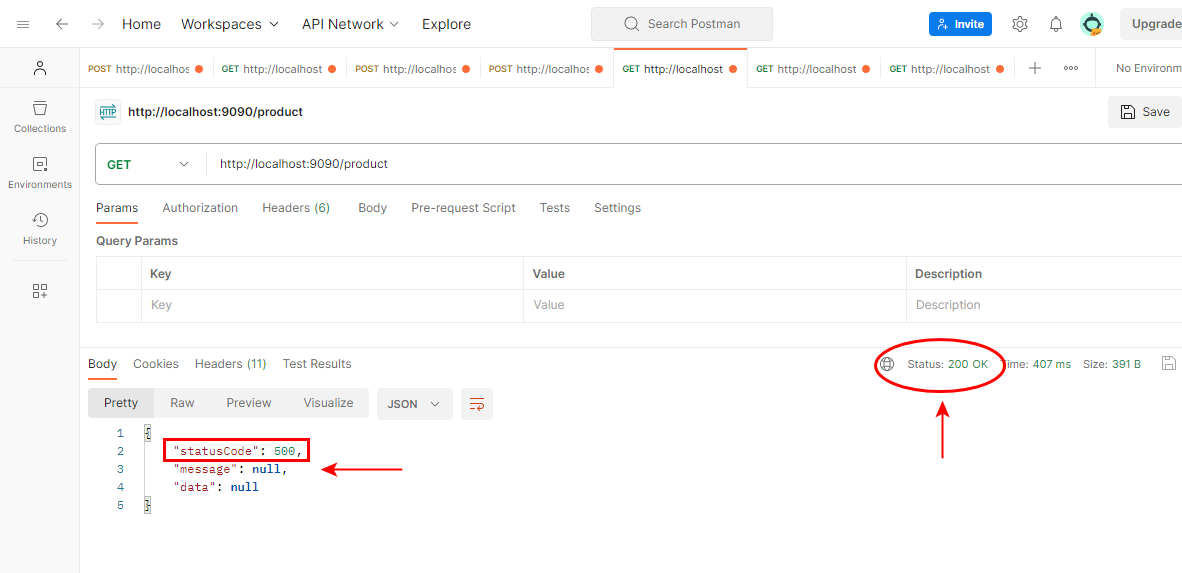 Home Workspaces API Network Explore Search Postman Invite Upgrade
POST http://localhos GET http://localhost POST http://localhos POST http://localhos GET http://localhost GET http://localhost GET http://localhost No Environm
HTTP http://localhost:9090/product Save
Collections
GET http://localhost:9090/product
Environments
Params Authorization Headers (6) Body Pre-request Script Tests Settings
History
Query Params
Key Value Description
Key Value Description
Body Cookies Headers (11) Test Results Status: 200 OK Time: 407 ms Size: 391 B
Pretty Raw Preview Visualize JSON
1 {
2 "statusCode": 500,
3 "message": null,
4 "data": null
5 }